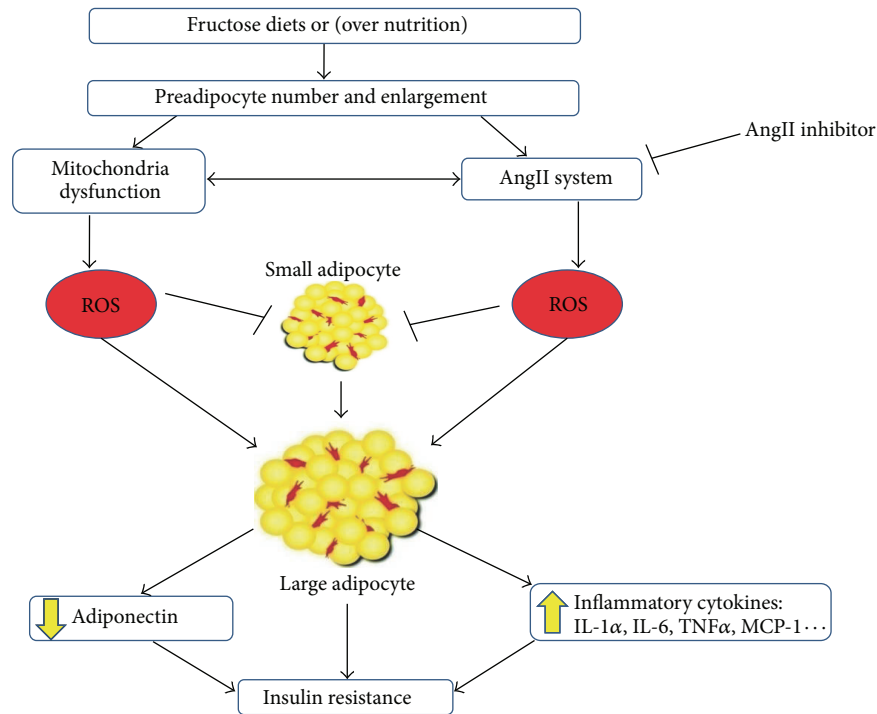 Fructose diets or (over nutrition)
Preadipocyte number and enlargement
AngII inhibitor
Mitochondria
dysfunction
AngII system
Small adipocyte
ROS
ROS
Large adipocyte
Adiponectin
Inflammatory cytokines:
IL-1α, IL-6, TNFα, MCP-1···
Insulin resistance